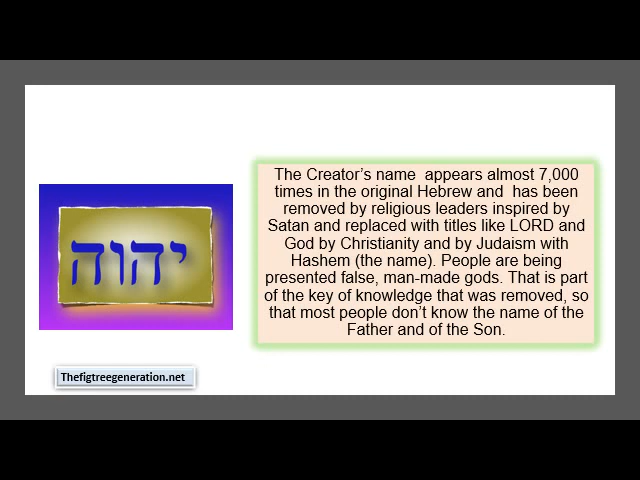 The Creator’s name  appears almost 7,000
times in the original Hebrew and  has been
removed by religious leaders inspired by
Satan and replaced with titles like LORD and
God by Christianity and by Judaism with
Hashem (the name). People are being
presented false, man-made gods. That is part
of the key of knowledge that was removed, so
that most people don’t know the name of the
Father and of the Son.
יהוה
Thefigtreegeneration.net